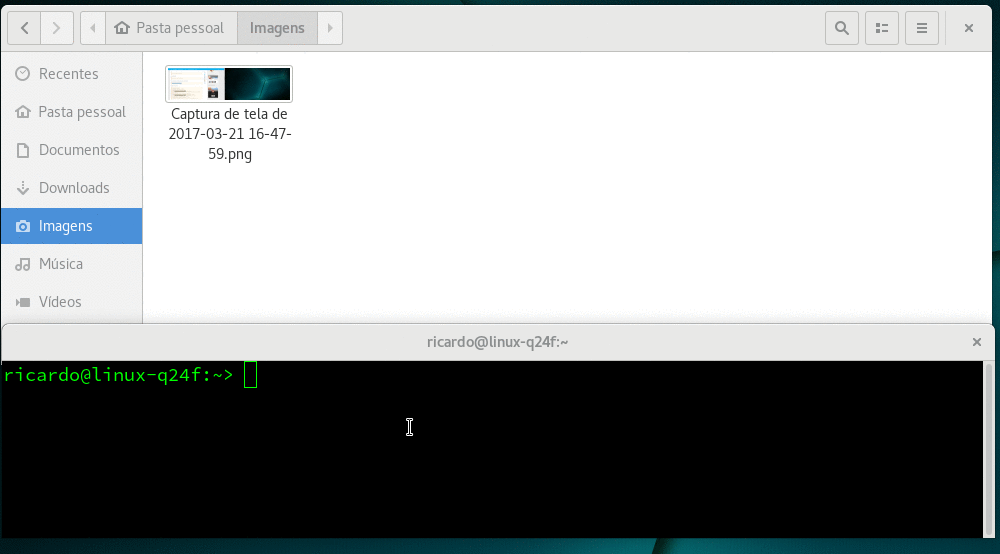 Pasta pessoal Imagens
Recentes
Pasta pessoal
Documentos
Downloads
Imagens
Música
Vídeos
Captura de tela de
2017-03-21 16-47-
59.png
ricardo@linux-q24f:~
ricardo@linux-q24f:~>